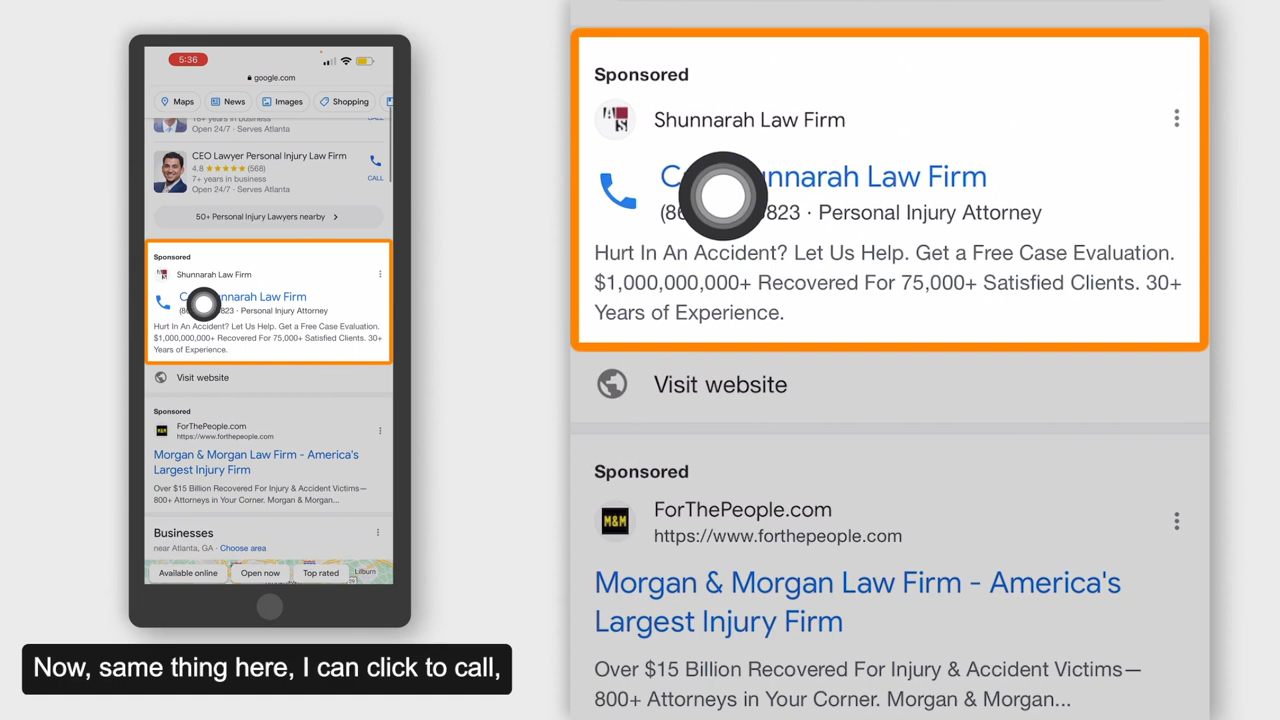 5:36
google.com
Maps
News
Images
Shopping
18+ years in business
Open 24/7 · Serves Atlanta
CALL
CEO Lawyer Personal Injury Law Firm
4.8 ★★★★★ (568)
7+ years in business
Open 24/7 · Serves Atlanta
CALL
50+ Personal Injury Lawyers nearby >
Sponsored
Shunnarah Law Firm
nnarah Law Firm
823 · Personal Injury Attorney
Hurt In An Accident? Let Us Help. Get a Free Case Evaluation.
$1,000,000,000+ Recovered For 75,000+ Satisfied Clients. 30+
Years of Experience.
Visit website
Sponsored
M&M
ForThePeople.com
https://www.forthepeople.com
Morgan & Morgan Law Firm - America's
Largest Injury Firm
Over $15 Billion Recovered For Injury & Accident Victims—
800+ Attorneys in Your Corner. Morgan & Morgan...
Businesses
near Atlanta, GA · Choose area
Available online
Open now
Top rated
Lilburn
Now, same thing here, I can click to call,
Sponsored
AS
Shunnarah Law Firm
nnarah Law Firm
(86 823 · Personal Injury Attorney
Hurt In An Accident? Let Us Help. Get a Free Case Evaluation.
$1,000,000,000+ Recovered For 75,000+ Satisfied Clients. 30+
Years of Experience.
Visit website
Sponsored
M&M
ForThePeople.com
https://www.forthepeople.com
Morgan & Morgan Law Firm - America's
Largest Injury Firm
Over $15 Billion Recovered For Injury & Accident Victims—
800+ Attorneys in Your Corner. Morgan & Morgan...